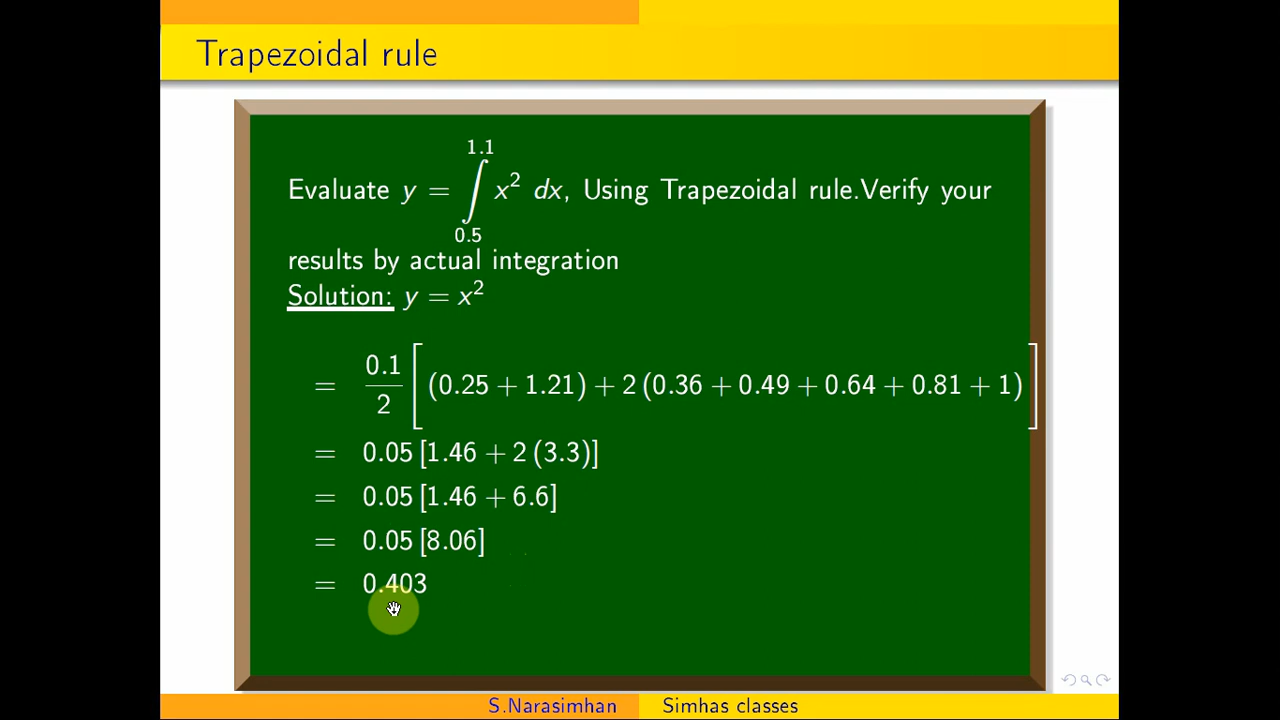 Trapezoidal rule
Evaluate y = ∫_{0.5}^{1.1} x² dx, Using Trapezoidal rule.Verify your
results by actual integration
Solution: y = x²
= 0.1/2 [(0.25 + 1.21) + 2 (0.36 + 0.49 + 0.64 + 0.81 + 1)]
= 0.05 [1.46 + 2 (3.3)]
= 0.05 [1.46 + 6.6]
= 0.05 [8.06]
= 0.403
S.Narasimhan Simhas classes